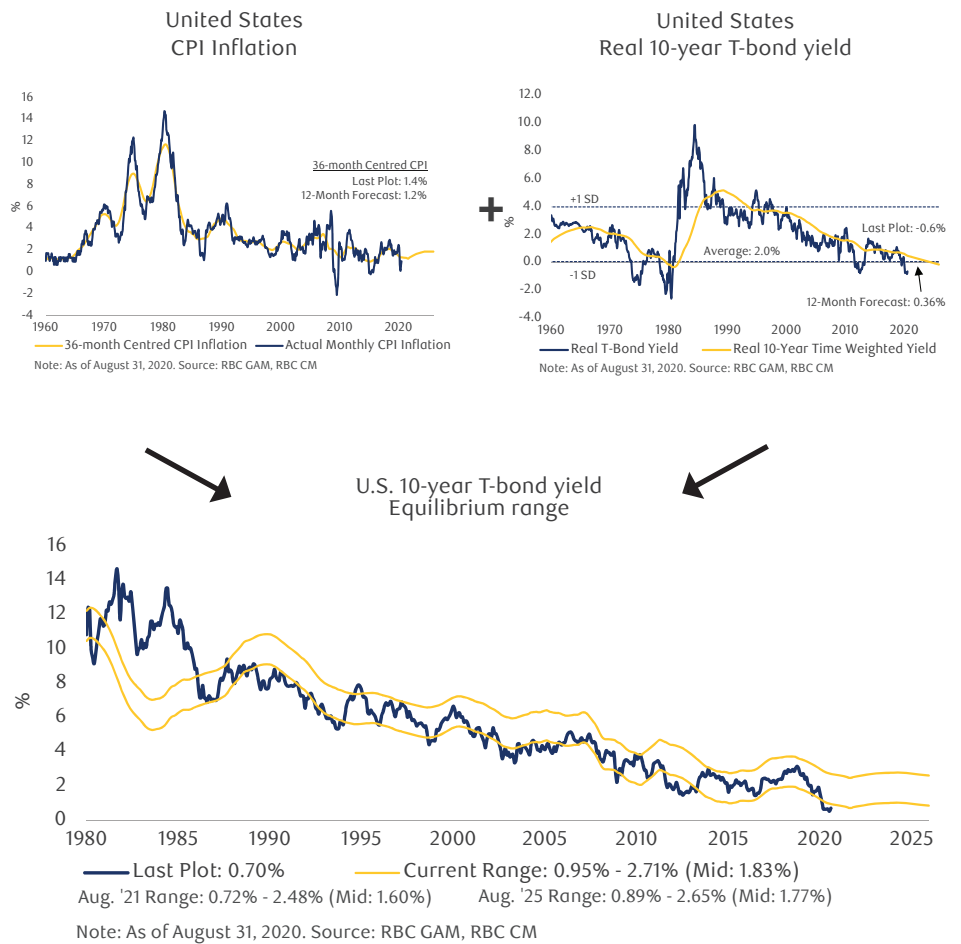 United States
CPI Inflation
16
14
12
10
8
6
4
2
0
-2
-4
%
36-month Centred CPI
Last Plot: 1.4%
12-Month Forecast: 1.2%
1960 1970 1980 1990 2000 2010 2020
36-month Centred CPI Inflation Actual Monthly CPI Inflation
Note: As of August 31, 2020. Source: RBC GAM, RBC CM
+
United States
Real 10-year T-bond yield
12.0
10.0
8.0
6.0
4.0
2.0
0.0
-2.0
-4.0
%
+1 SD
Last Plot: -0.6%
Average: 2.0%
-1 SD
12-Month Forecast: 0.36%
1960 1970 1980 1990 2000 2010 2020
Real T-Bond Yield Real 10-Year Time Weighted Yield
Note: As of August 31, 2020. Source: RBC GAM, RBC CM
U.S. 10-year T-bond yield
Equilibrium range
16
14
12
10
8
6
4
2
0
%
1980 1985 1990 1995 2000 2005 2010 2015 2020 2025
Last Plot: 0.70% Current Range: 0.95% - 2.71% (Mid: 1.83%)
Aug. '21 Range: 0.72% - 2.48% (Mid: 1.60%) Aug. '25 Range: 0.89% - 2.65% (Mid: 1.77%)
Note: As of August 31, 2020. Source: RBC GAM, RBC CM